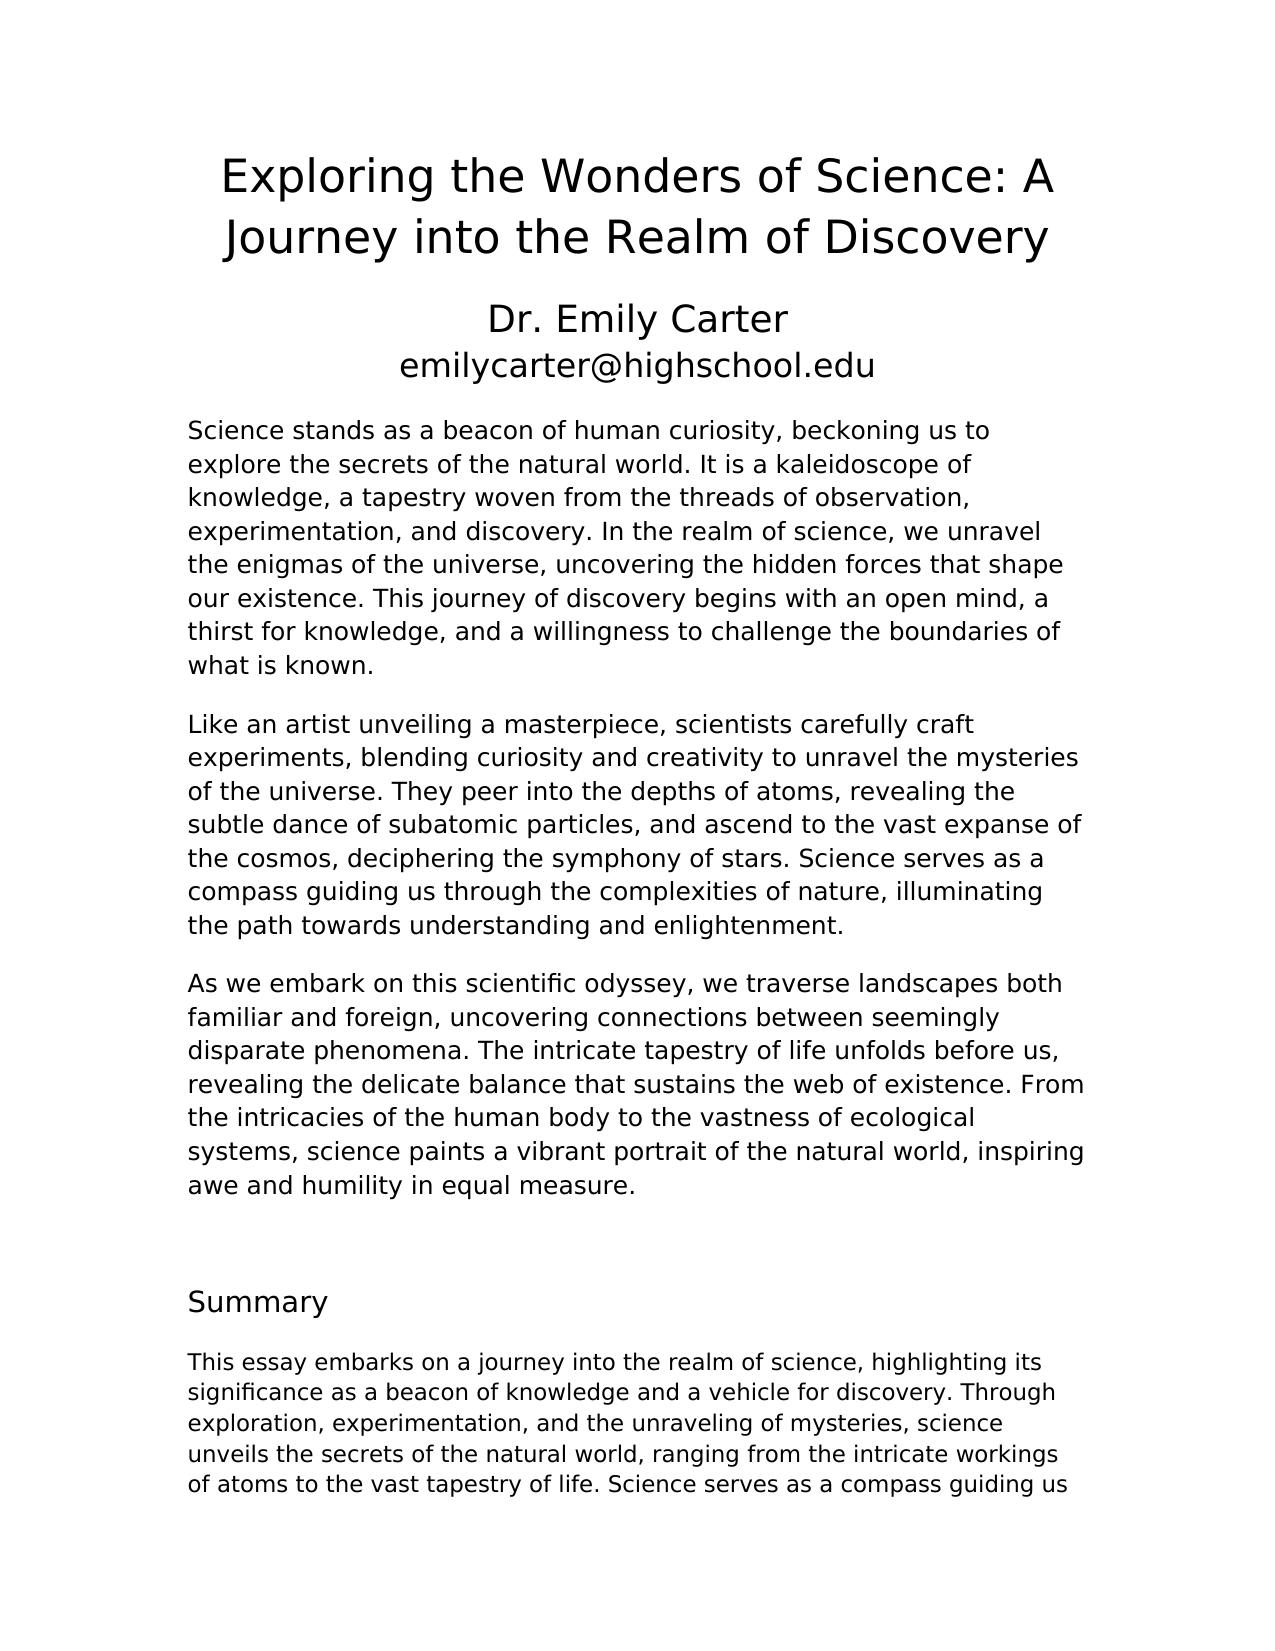 Exploring the Wonders of Science: A
Journey into the Realm of Discovery
Dr. Emily Carter
emilycarter@highschool.edu
Science stands as a beacon of human curiosity, beckoning us to
explore the secrets of the natural world. It is a kaleidoscope of
knowledge, a tapestry woven from the threads of observation,
experimentation, and discovery. In the realm of science, we unravel
the enigmas of the universe, uncovering the hidden forces that shape
our existence. This journey of discovery begins with an open mind, a
thirst for knowledge, and a willingness to challenge the boundaries of
what is known.
Like an artist unveiling a masterpiece, scientists carefully craft
experiments, blending curiosity and creativity to unravel the mysteries
of the universe. They peer into the depths of atoms, revealing the
subtle dance of subatomic particles, and ascend to the vast expanse of
the cosmos, deciphering the symphony of stars. Science serves as a
compass guiding us through the complexities of nature, illuminating
the path towards understanding and enlightenment.
As we embark on this scientific odyssey, we traverse landscapes both
familiar and foreign, uncovering connections between seemingly
disparate phenomena. The intricate tapestry of life unfolds before us,
revealing the delicate balance that sustains the web of existence. From
the intricacies of the human body to the vastness of ecological
systems, science paints a vibrant portrait of the natural world, inspiring
awe and humility in equal measure.
Summary
This essay embarks on a journey into the realm of science, highlighting its
significance as a beacon of knowledge and a vehicle for discovery. Through
exploration, experimentation, and the unraveling of mysteries, science
unveils the secrets of the natural world, ranging from the intricate workings
of atoms to the vast tapestry of life. Science serves as a compass guiding us